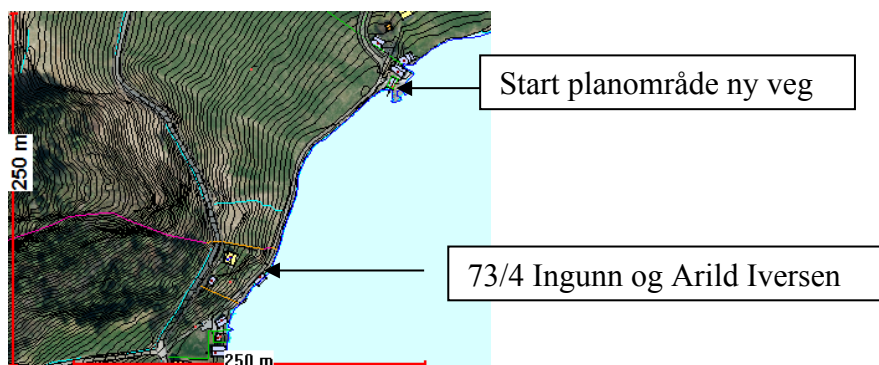 Start planområde ny veg
250 m
73/4 Ingunn og Arild Iversen
250 m